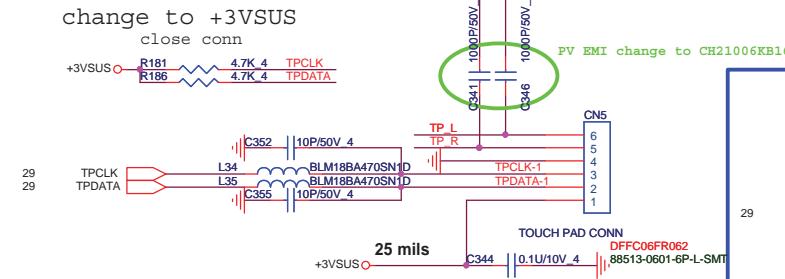 change to +3VSUS
close conn
+3VSUS
R181 4.7K_4 TPCLK
R186 4.7K_4 TPDATA
1000P/50V_
1000P/50V_
C341
C346
PV EMI change to CH21006KB1
CN5
TP_L 6
TP_R 5
4
TPCLK-1 3
TPDATA-1 2
1
C352 10P/50V_4
29 TPCLK L34 BLM18BA470SN1D
29 TPDATA L35 BLM18BA470SN1D
C355 10P/50V_4
29
TOUCH PAD CONN
DFFC06FR062
88513-0601-6P-L-SMT
25 mils
+3VSUS
C344 0.1U/10V_4